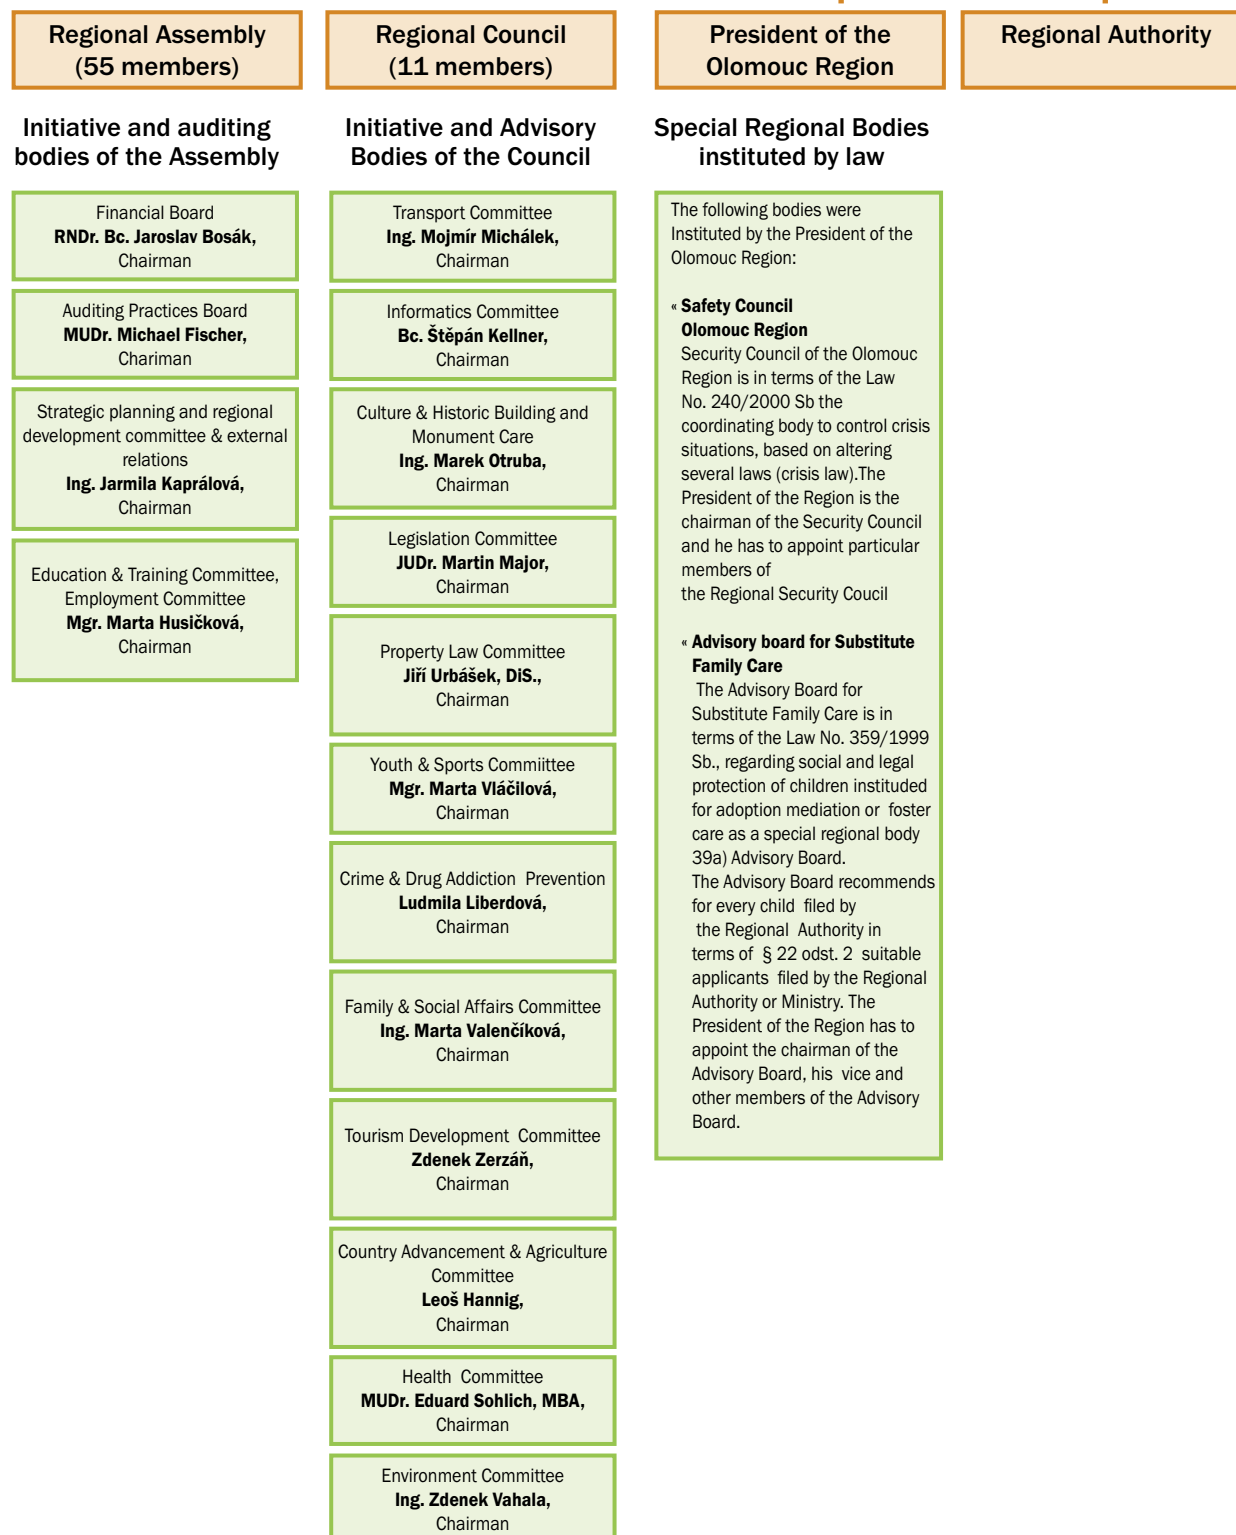 Regional Assembly
(55 members)
Regional Council
(11 members)
President of the
Olomouc Region
Regional Authority
Initiative and auditing
bodies of the Assembly
Financial Board
RNDr. Bc. Jaroslav Bosák,
Chairman
Auditing Practices Board
MUDr. Michael Fischer,
Chariman
Strategic planning and regional
development committee & external
relations
Ing. Jarmila Kaprálová,
Chairman
Education & Training Committee,
Employment Committee
Mgr. Marta Husičková,
Chairman
Initiative and Advisory
Bodies of the Council
Transport Committee
Ing. Mojmír Michálek,
Chairman
Informatics Committee
Bc. Štěpán Kellner,
Chairman
Culture & Historic Building and
Monument Care
Ing. Marek Otruba,
Chairman
Legislation Committee
JUDr. Martin Major,
Chairman
Property Law Committee
Jiří Urbášek, DiS.,
Chairman
Youth & Sports Commiittee
Mgr. Marta Vláčilová,
Chairman
Crime & Drug Addiction Prevention
Ludmila Liberdová,
Chairman
Family & Social Affairs Committee
Ing. Marta Valenčíková,
Chairman
Tourism Development Committee
Zdenek Zerzáň,
Chairman
Country Advancement & Agriculture
Committee
Leoš Hannig,
Chairman
Health Committee
MUDr. Eduard Sohlich, MBA,
Chairman
Environment Committee
Ing. Zdenek Vahala,
Chairman
Special Regional Bodies
instituted by law
The following bodies were
Instituted by the President of the
Olomouc Region:
« Safety Council
Olomouc Region
Security Council of the Olomouc
Region is in terms of the Law
No. 240/2000 Sb the
coordinating body to control crisis
situations, based on altering
several laws (crisis law).The
President of the Region is the
chairman of the Security Council
and he has to appoint particular
members of
the Regional Security Coucil
« Advisory board for Substitute
Family Care
The Advisory Board for
Substitute Family Care is in
terms of the Law No. 359/1999
Sb., regarding social and legal
protection of children instituded
for adoption mediation or foster
care as a special regional body
39a) Advisory Board.
The Advisory Board recommends
for every child filed by
the Regional Authority in
terms of § 22 odst. 2 suitable
applicants filed by the Regional
Authority or Ministry. The
President of the Region has to
appoint the chairman of the
Advisory Board, his vice and
other members of the Advisory
Board.